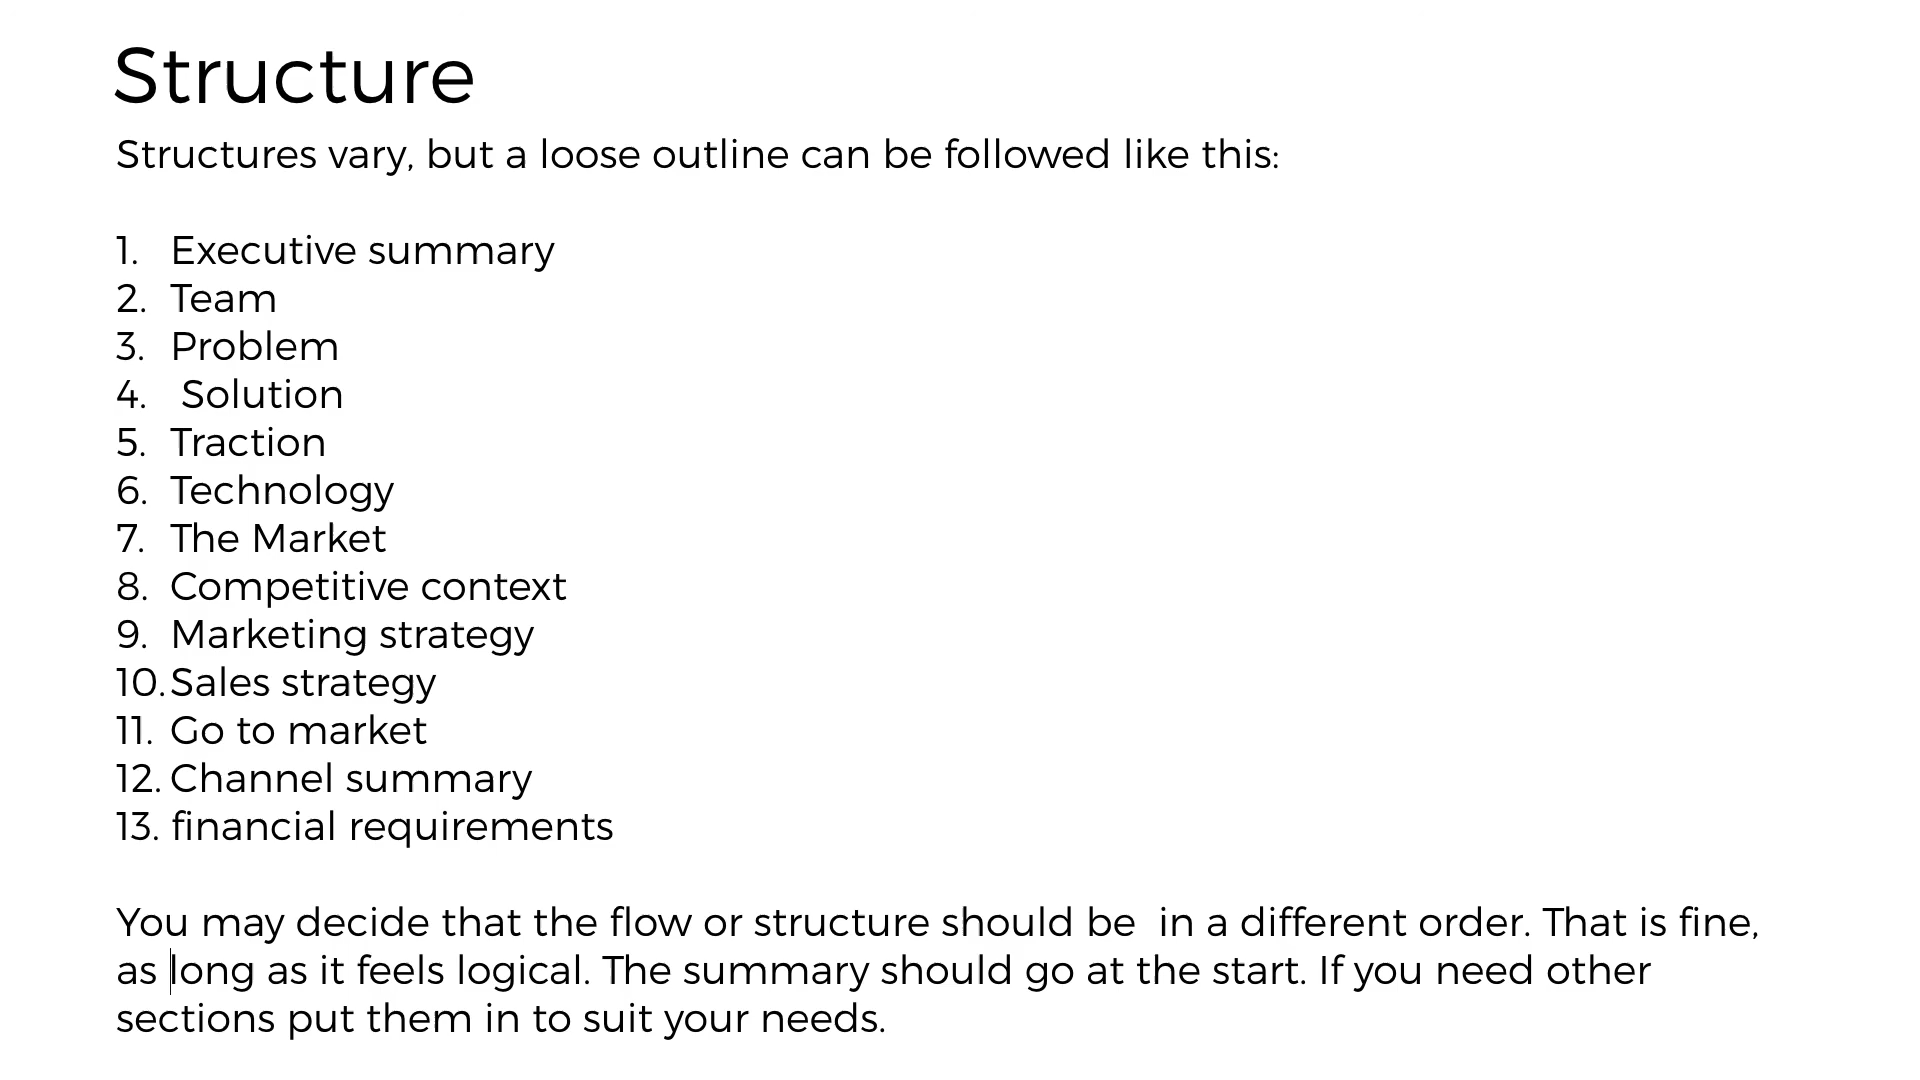 Structure
Structures vary, but a loose outline can be followed like this:
1. Executive summary
2. Team
3. Problem
4. Solution
5. Traction
6. Technology
7. The Market
8. Competitive context
9. Marketing strategy
10. Sales strategy
11. Go to market
12. Channel summary
13. financial requirements
You may decide that the flow or structure should be  in a different order. That is fine,
as long as it feels logical. The summary should go at the start. If you need other
sections put them in to suit your needs.